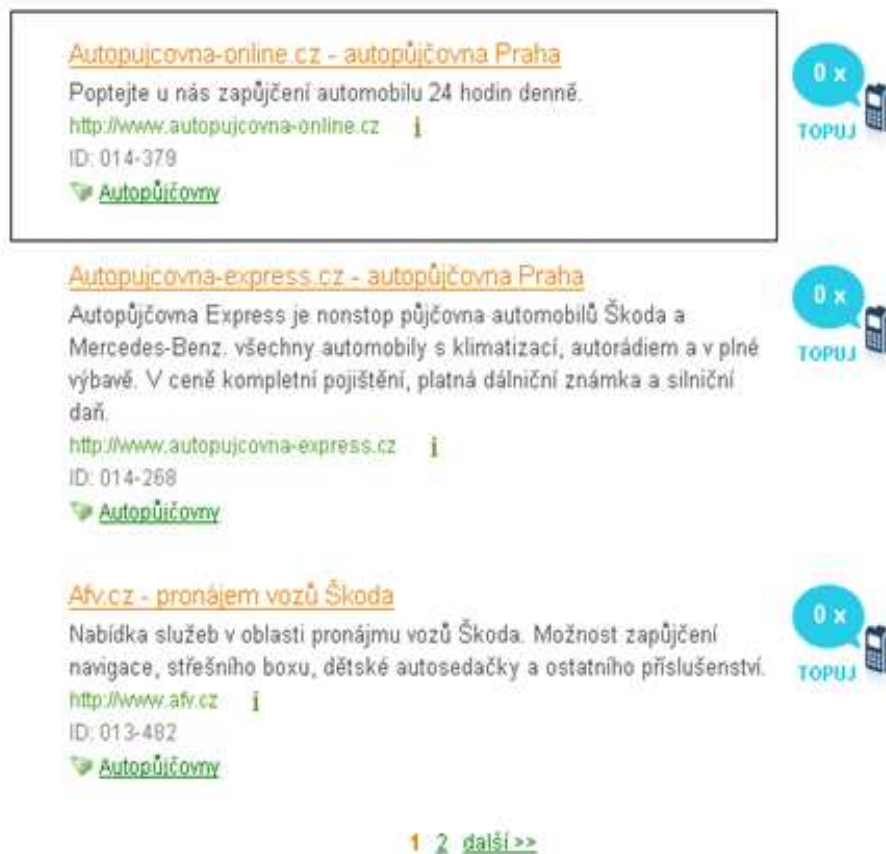 Autopujcovna-online.cz - autopůjčovna Praha
Poptejte u nás zapůjčení automobilu 24 hodin denně.
http://www.autopujcovna-online.cz i
ID: 014-379
Autopůjčovny
0 x
TOPUJ
Autopujcovna-express.cz - autopůjčovna Praha
Autopůjčovna Express je nonstop půjčovna automobilů Škoda a
Mercedes-Benz. všechny automobily s klimatizací, autorádiem a v plné
výbavě. V ceně kompletní pojištění, platná dálniční známka a silniční
daň.
http://www.autopujcovna-express.cz i
ID: 014-268
Autopůjčovny
0 x
TOPUJ
Afv.cz - pronájem vozů Škoda
Nabídka služeb v oblasti pronájmu vozů Škoda. Možnost zapůjčení
navigace, střešního boxu, dětské autosedačky a ostatního příslušenství.
http://www.afv.cz i
ID: 013-482
Autopůjčovny
0 x
TOPUJ
1 2 další >>